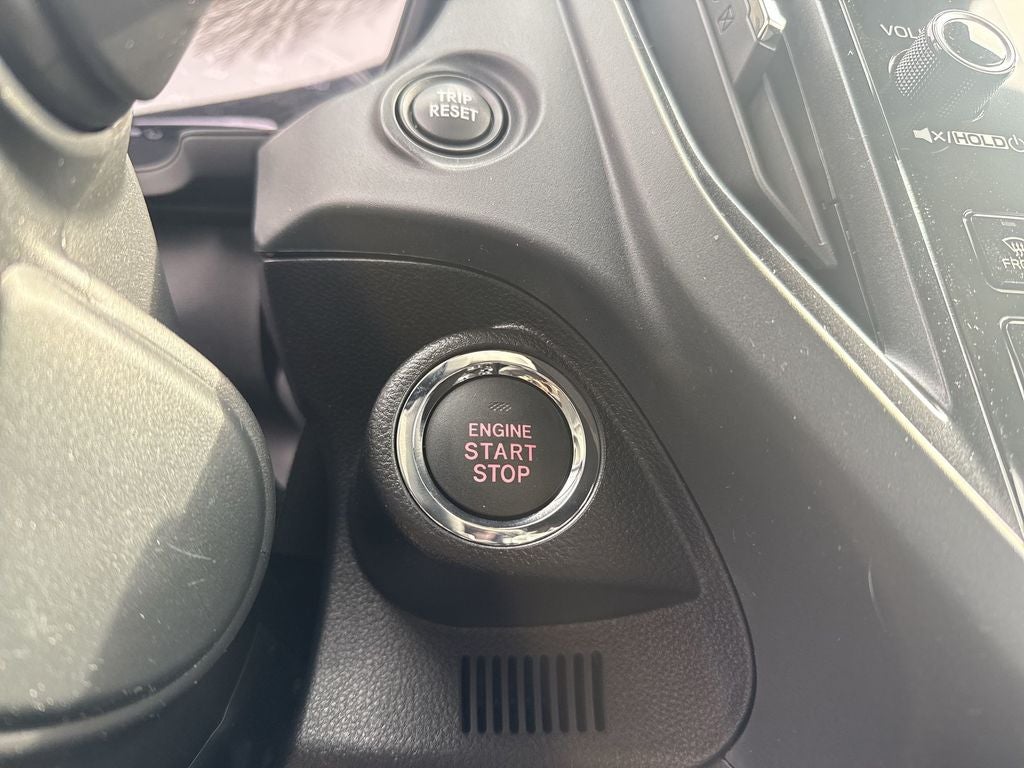 TRIP
RESET
VOL
x/HOLD
ENGINE
START
STOP